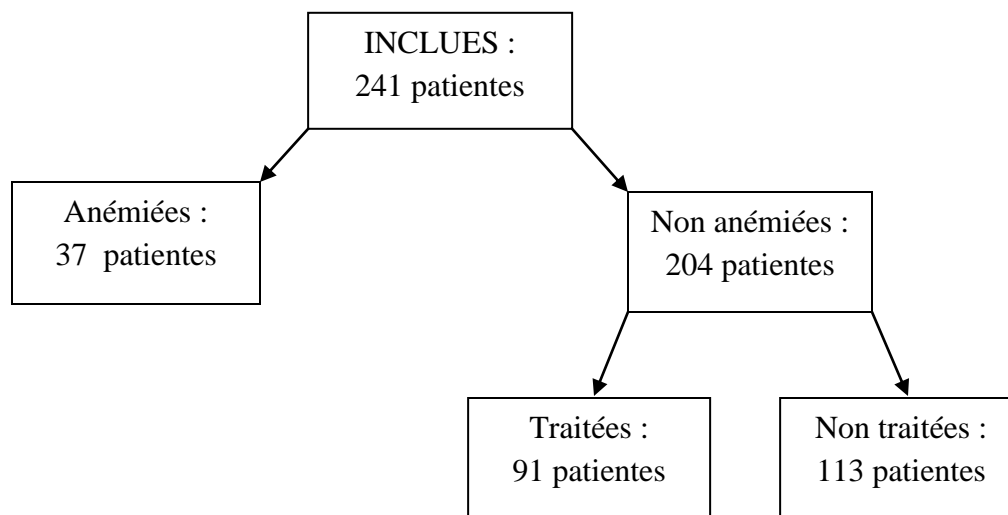 INCLUES :
241 patientes
Anémiées :
37 patientes
Non anémiées :
204 patientes
Traitées :
91 patientes
Non traitées :
113 patientes